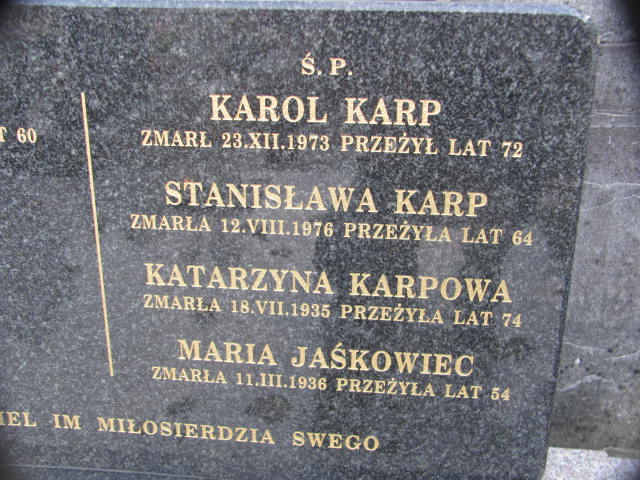 Ś. P.
KAROL KARP
ZMARŁ 23.XII.1973 PRZEŻYŁ LAT 72
STANISŁAWA KARP
ZMARŁA 12.VIII.1976 PRZEŻYŁA LAT 64
KATARZYNA KARPOWA
ZMARŁA 18.VII.1935 PRZEŻYŁA LAT 74
MARIA JAŚKOWIEC
ZMARŁA 11.III.1936 PRZEŻYŁA LAT 54
60
IM MIŁOSIERDZIA SWEGO